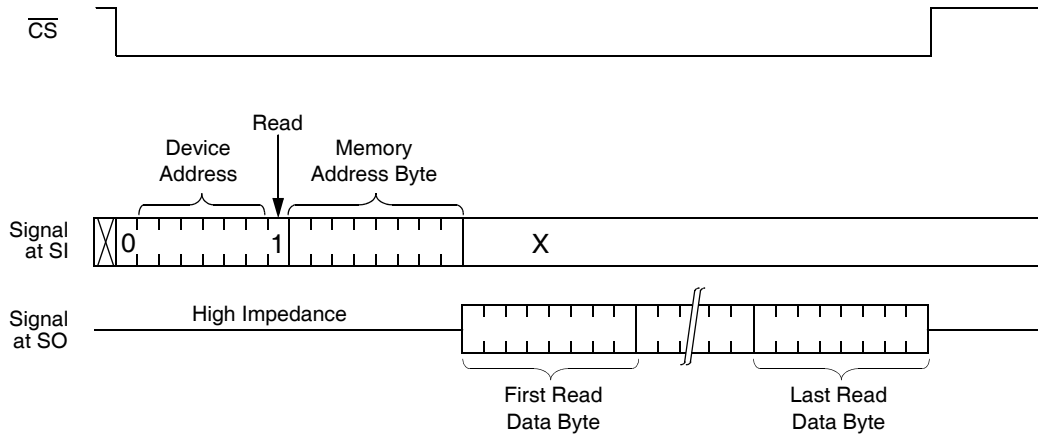 CS
Read
Device
Address
Memory
Address Byte
Signal
at SI
0
1
X
Signal
at SO
High Impedance
First Read
Data Byte
Last Read
Data Byte